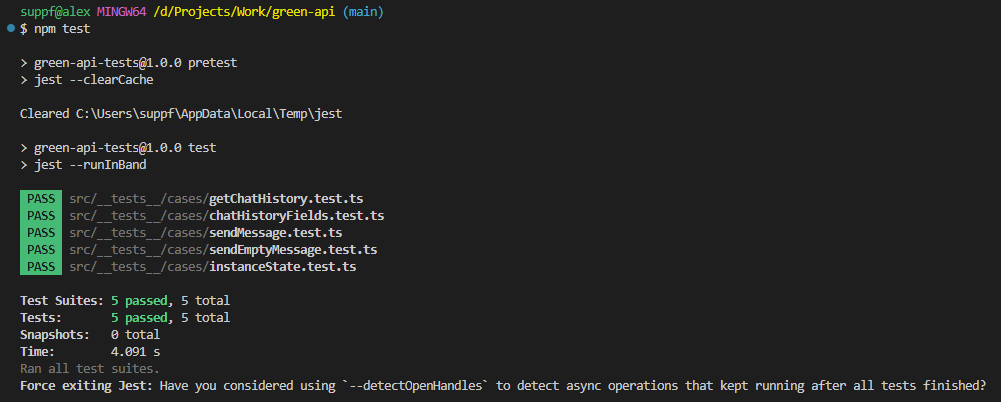 suppf@alex MINGW64 /d/Projects/Work/green-api (main)
$ npm test
> green-api-tests@1.0.0 pretest
> jest --clearCache
Cleared C:\Users\suppf\AppData\Local\Temp\jest
> green-api-tests@1.0.0 test
> jest --runInBand
PASS src/__tests__/cases/getChatHistory.test.ts
PASS src/__tests__/cases/chatHistoryFields.test.ts
PASS src/__tests__/cases/sendMessage.test.ts
PASS src/__tests__/cases/sendEmptyMessage.test.ts
PASS src/__tests__/cases/instanceState.test.ts
Test Suites: 5 passed, 5 total
Tests: 5 passed, 5 total
Snapshots: 0 total
Time: 4.091 s
Ran all test suites.
Force exiting Jest: Have you considered using `--detectOpenHandles` to detect async operations that kept running after all tests finished?